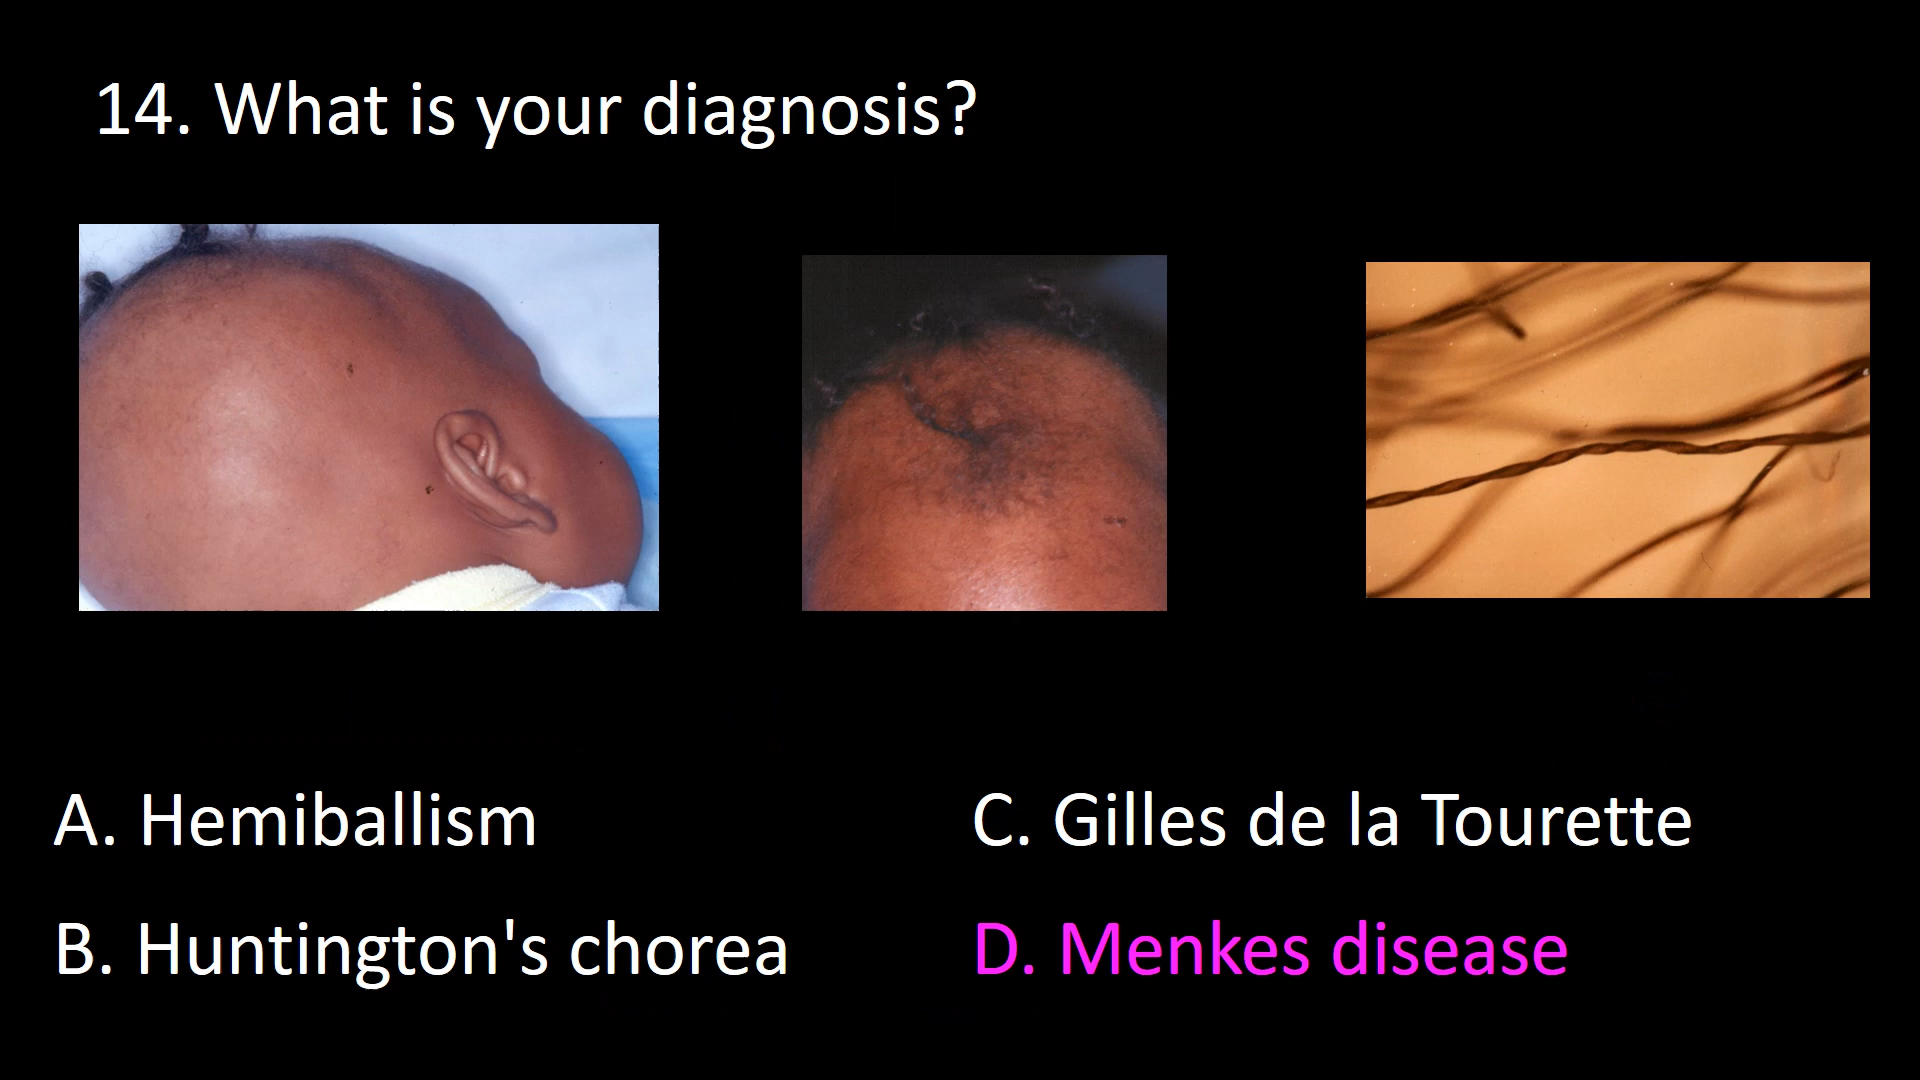 14. What is your diagnosis?
A. Hemiballism
B. Huntington's chorea
C. Gilles de la Tourette
D. Menkes disease